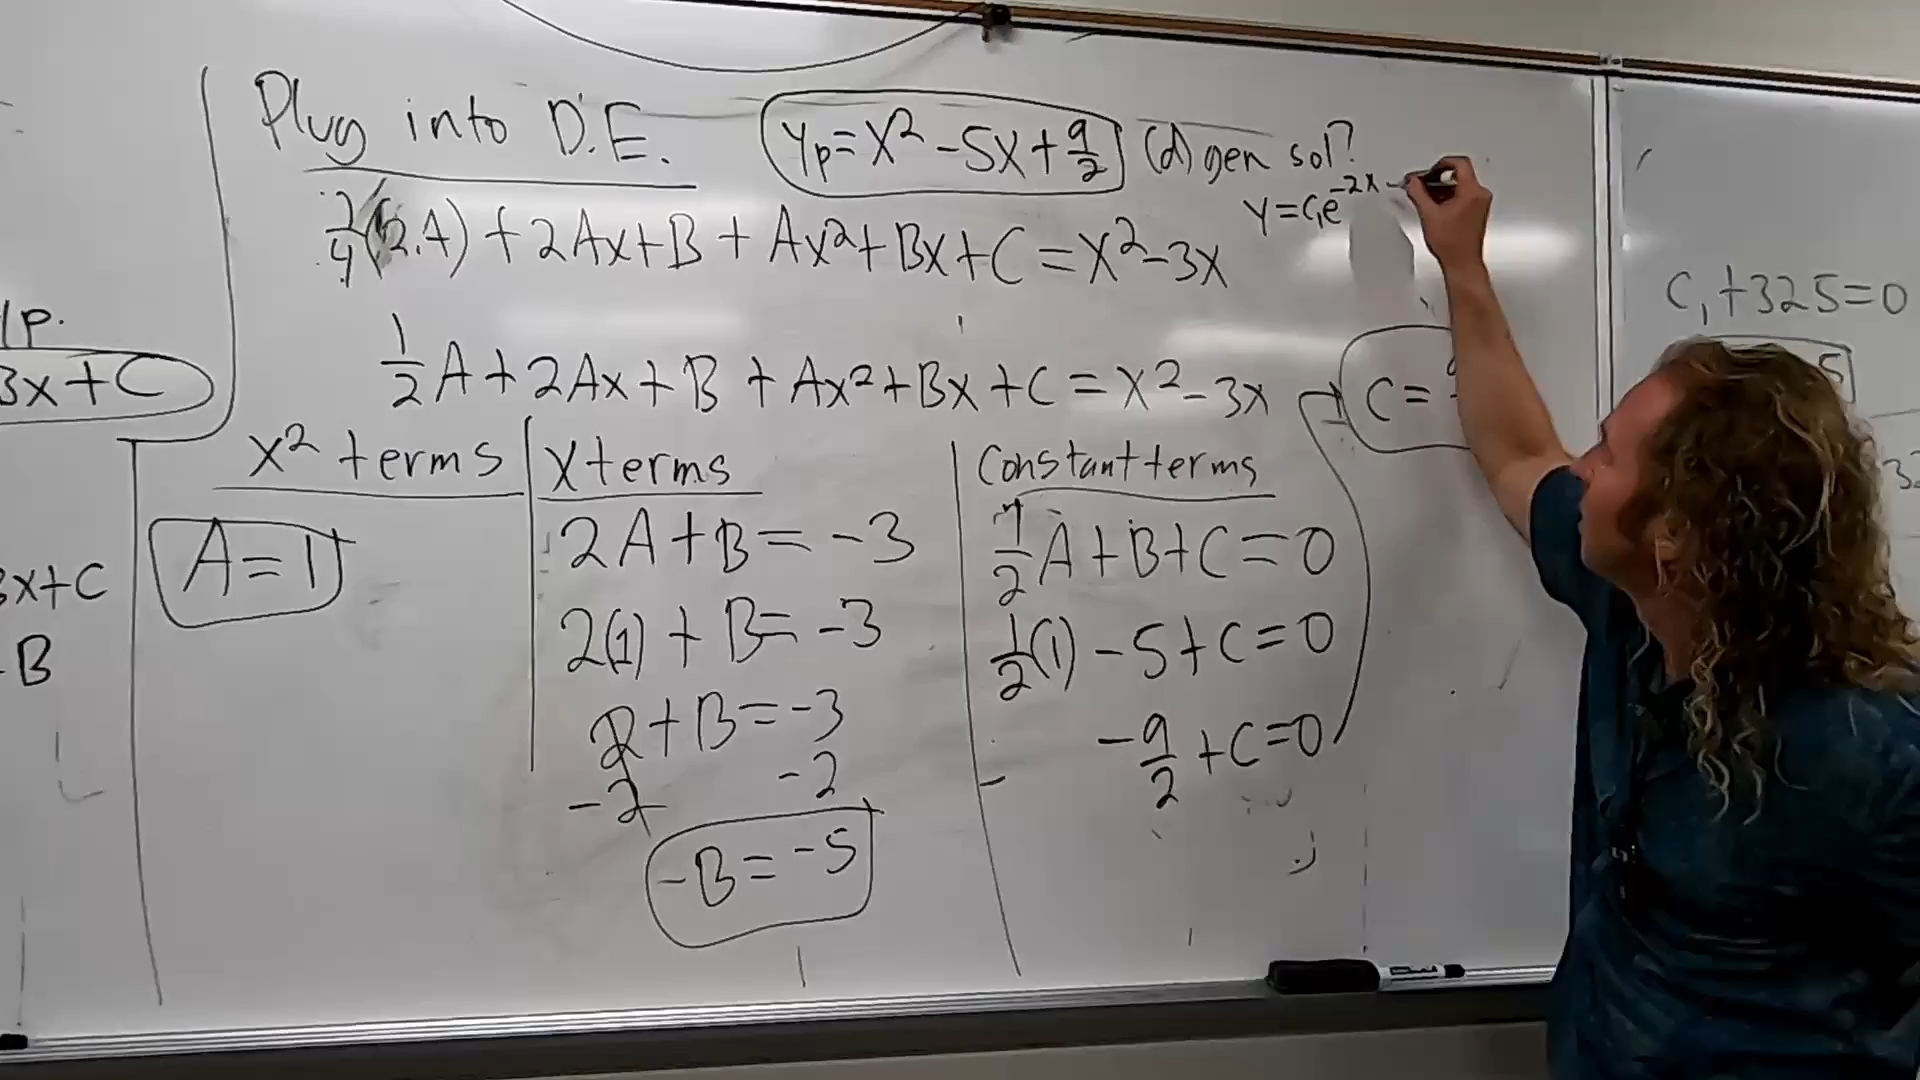 Plug into D.E.
yp=x²-5x+9/2
(d) gen sol?
y=c₁e^-2x
1/4(2A)+2Ax+B+Ax²+Bx+C=x²-3x
1/2A+2Ax+B+Ax²+Bx+C=x²-3x
C=
x² terms
A=1
x terms
2A+B=-3
2(1)+B=-3
2+B=-3
-2 -2
B=-5
constant terms
1/2A+B+C=0
1/2(1)-5+C=0
-9/2+C=0
Bx+C
Bx+C
B
c₁+325=0